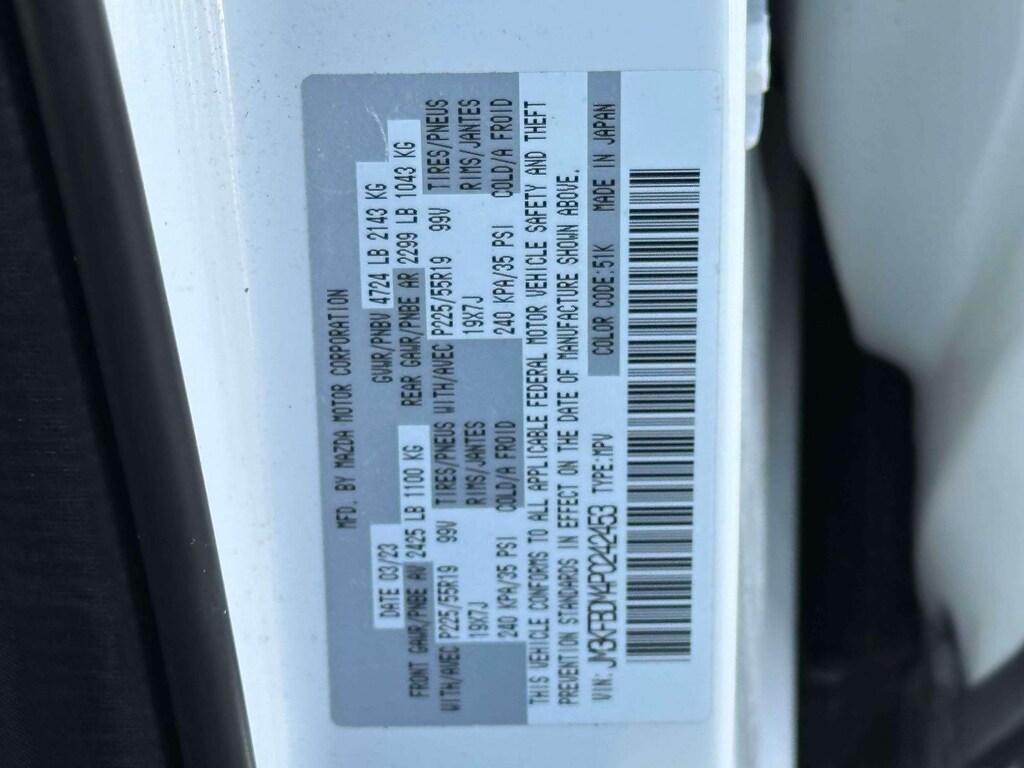 MFD. BY MAZDA MOTOR CORPORATION
DATE 03/23 GVWR/PNBV 4724 LB 2143 KG
FRONT GAWR/PNBE AV 2425 LB 1100 KG REAR GAWR/PNBE AR 2299 LB 1043 KG
WITH/AVEC P225/55R19 99V TIRES/PNEUS WITH/AVEC P225/55R19 99V TIRES/PNEUS
19X7J RIMS/JANTES 19X7J RIMS/JANTES
240 KPA/35 PSI COLD/A FROID 240 KPA/35 PSI COLD/A FROID
THIS VEHICLE CONFORMS TO ALL APPLICABLE FEDERAL MOTOR VEHICLE SAFETY AND THEFT
PREVENTION STANDARDS IN EFFECT ON THE DATE OF MANUFACTURE SHOWN ABOVE.
VIN: JM3KFBDM4P0242453 TYPE:MPV COLOR CODE:51K MADE IN JAPAN